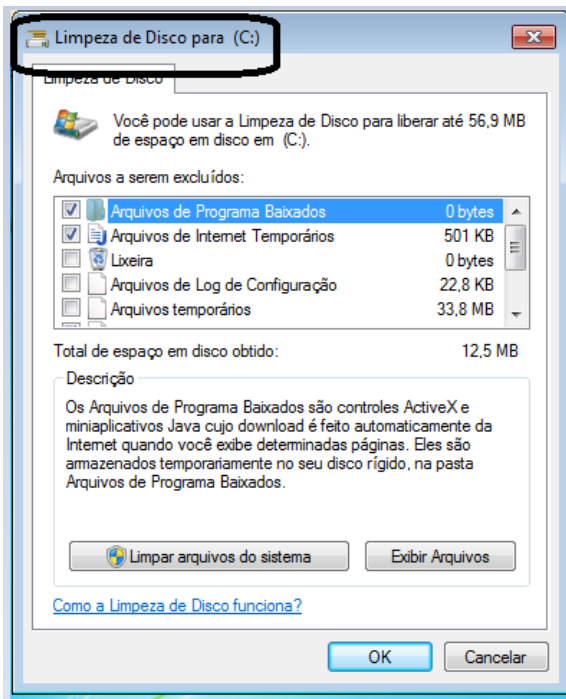 Limpeza de Disco para (C:)
Limpeza de Disco
Você pode usar a Limpeza de Disco para liberar até 56,9 MB
de espaço em disco em (C:).
Arquivos a serem excluídos:
Arquivos de Programa Baixados 0 bytes
Arquivos de Internet Temporários 501 KB
Lixeira 0 bytes
Arquivos de Log de Configuração 22,8 KB
Arquivos temporários 33,8 MB
Total de espaço em disco obtido: 12,5 MB
Descrição
Os Arquivos de Programa Baixados são controles ActiveX e
miniaplicativos Java cujo download é feito automaticamente da
Internet quando você exibe determinadas páginas. Eles são
armazenados temporariamente no seu disco rígido, na pasta
Arquivos de Programa Baixados.
Limpar arquivos do sistema Exibir Arquivos
Como a Limpeza de Disco funciona?
OK Cancelar